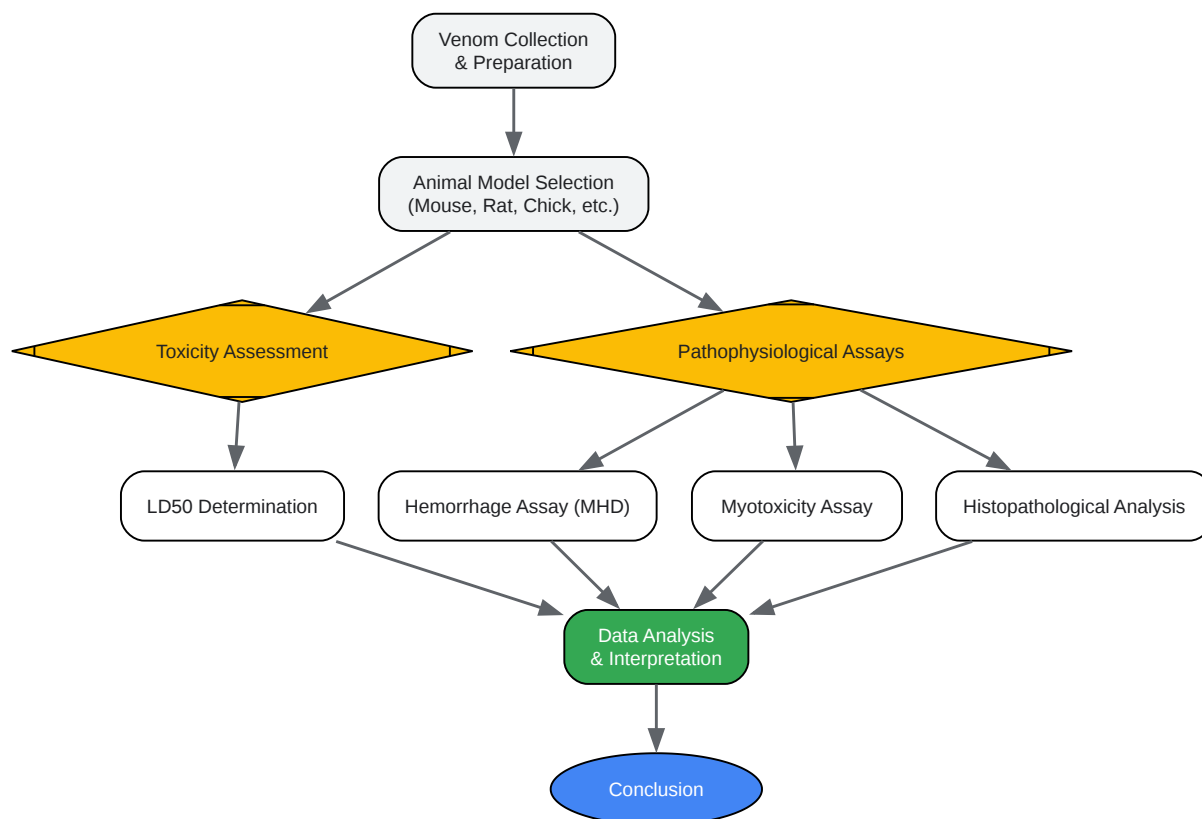 Venom Collection
& Preparation
Animal Model Selection
(Mouse, Rat, Chick, etc.)
Toxicity Assessment
Pathophysiological Assays
LD50 Determination
Hemorrhage Assay (MHD)
Myotoxicity Assay
Histopathological Analysis
Data Analysis
& Interpretation
Conclusion